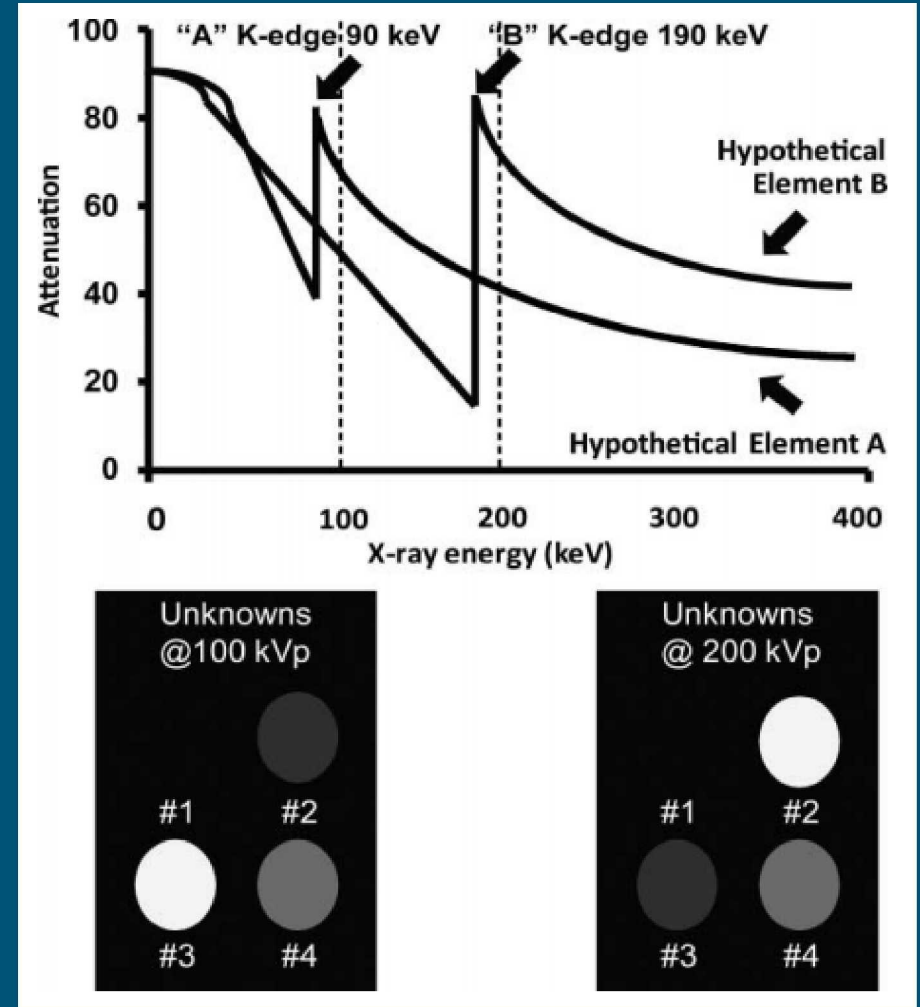 100
“A” K-edge 90 keV
“B” K-edge 190 keV
80
60
40
20
0
Attenuation
Hypothetical
Element B
Hypothetical Element A
0 100 200 300 400
X-ray energy (keV)
Unknowns
@100 kVp
#1 #2
#3 #4
Unknowns
@ 200 kVp
#1 #2
#3 #4